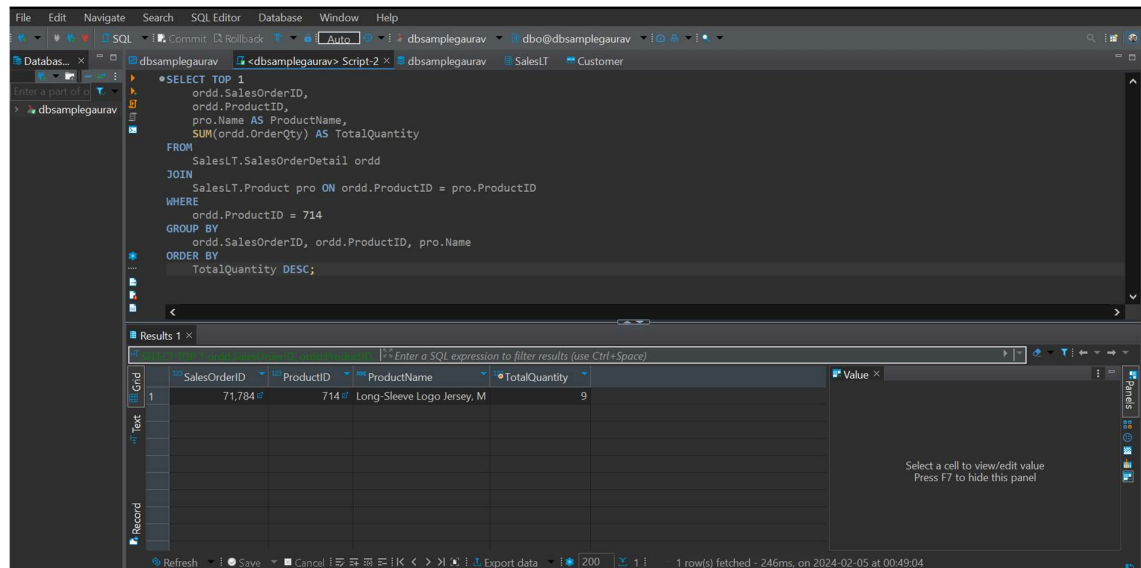 File Edit Navigate Search SQL Editor Database Window Help
SQL Commit Rollback Auto dbsamplegaurav dbo@dbsamplegaurav
Databas... dbsamplegaurav <dbsamplegaurav> Script-2 dbsamplegaurav SalesLT Customer
Enter a part of o
dbsamplegaurav
SELECT TOP 1
ordd.SalesOrderID,
ordd.ProductID,
pro.Name AS ProductName,
SUM(ordd.OrderQty) AS TotalQuantity
FROM
SalesLT.SalesOrderDetail ordd
JOIN
SalesLT.Product pro ON ordd.ProductID = pro.ProductID
WHERE
ordd.ProductID = 714
GROUP BY
ordd.SalesOrderID, ordd.ProductID, pro.Name
ORDER BY
TotalQuantity DESC;
Results 1
SELECT TOP 1 ordd.SalesOrderID, ordd.ProductID, Enter a SQL expression to filter results (use Ctrl+Space)
Grid
Text
Record
SalesOrderID ProductID ProductName TotalQuantity
1 71,784 714 Long-Sleeve Logo Jersey, M 9
Value
Select a cell to view/edit value
Press F7 to hide this panel
Panels
Refresh Save Cancel Export data 200 1 1 row(s) fetched - 246ms, on 2024-02-05 at 00:49:04